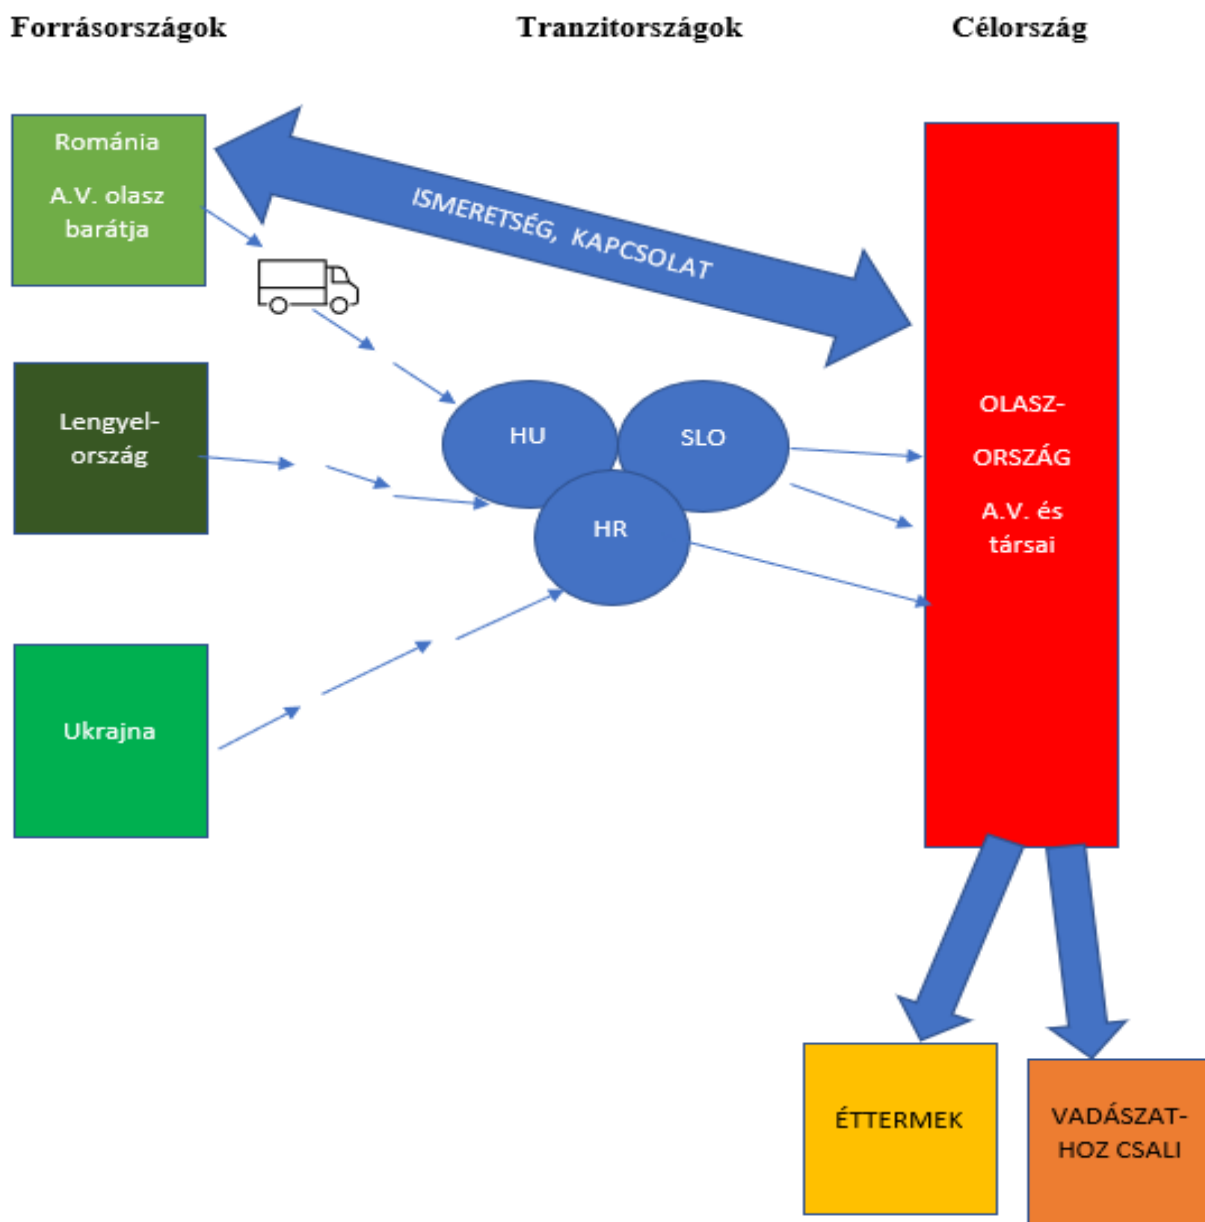 Forrásországok
Tranzitországok
Célország
Románia
A.V. olasz
barátja
ISMERETSÉG, KAPCSOLAT
Lengyel-
ország
HU
SLO
HR
OLASZ-
ORSZÁG
A.V. és
társai
Ukrajna
ÉTTERMEK
VADÁSZAT-
HOZ CSALI